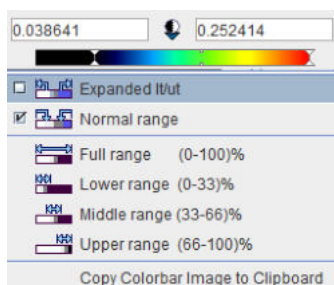 0.038641 0.252414
Expanded lt/ut
Normal range
Full range (0-100)%
Lower range (0-33)%
Middle range (33-66)%
Upper range (66-100)%
Copy Colorbar Image to Clipboard